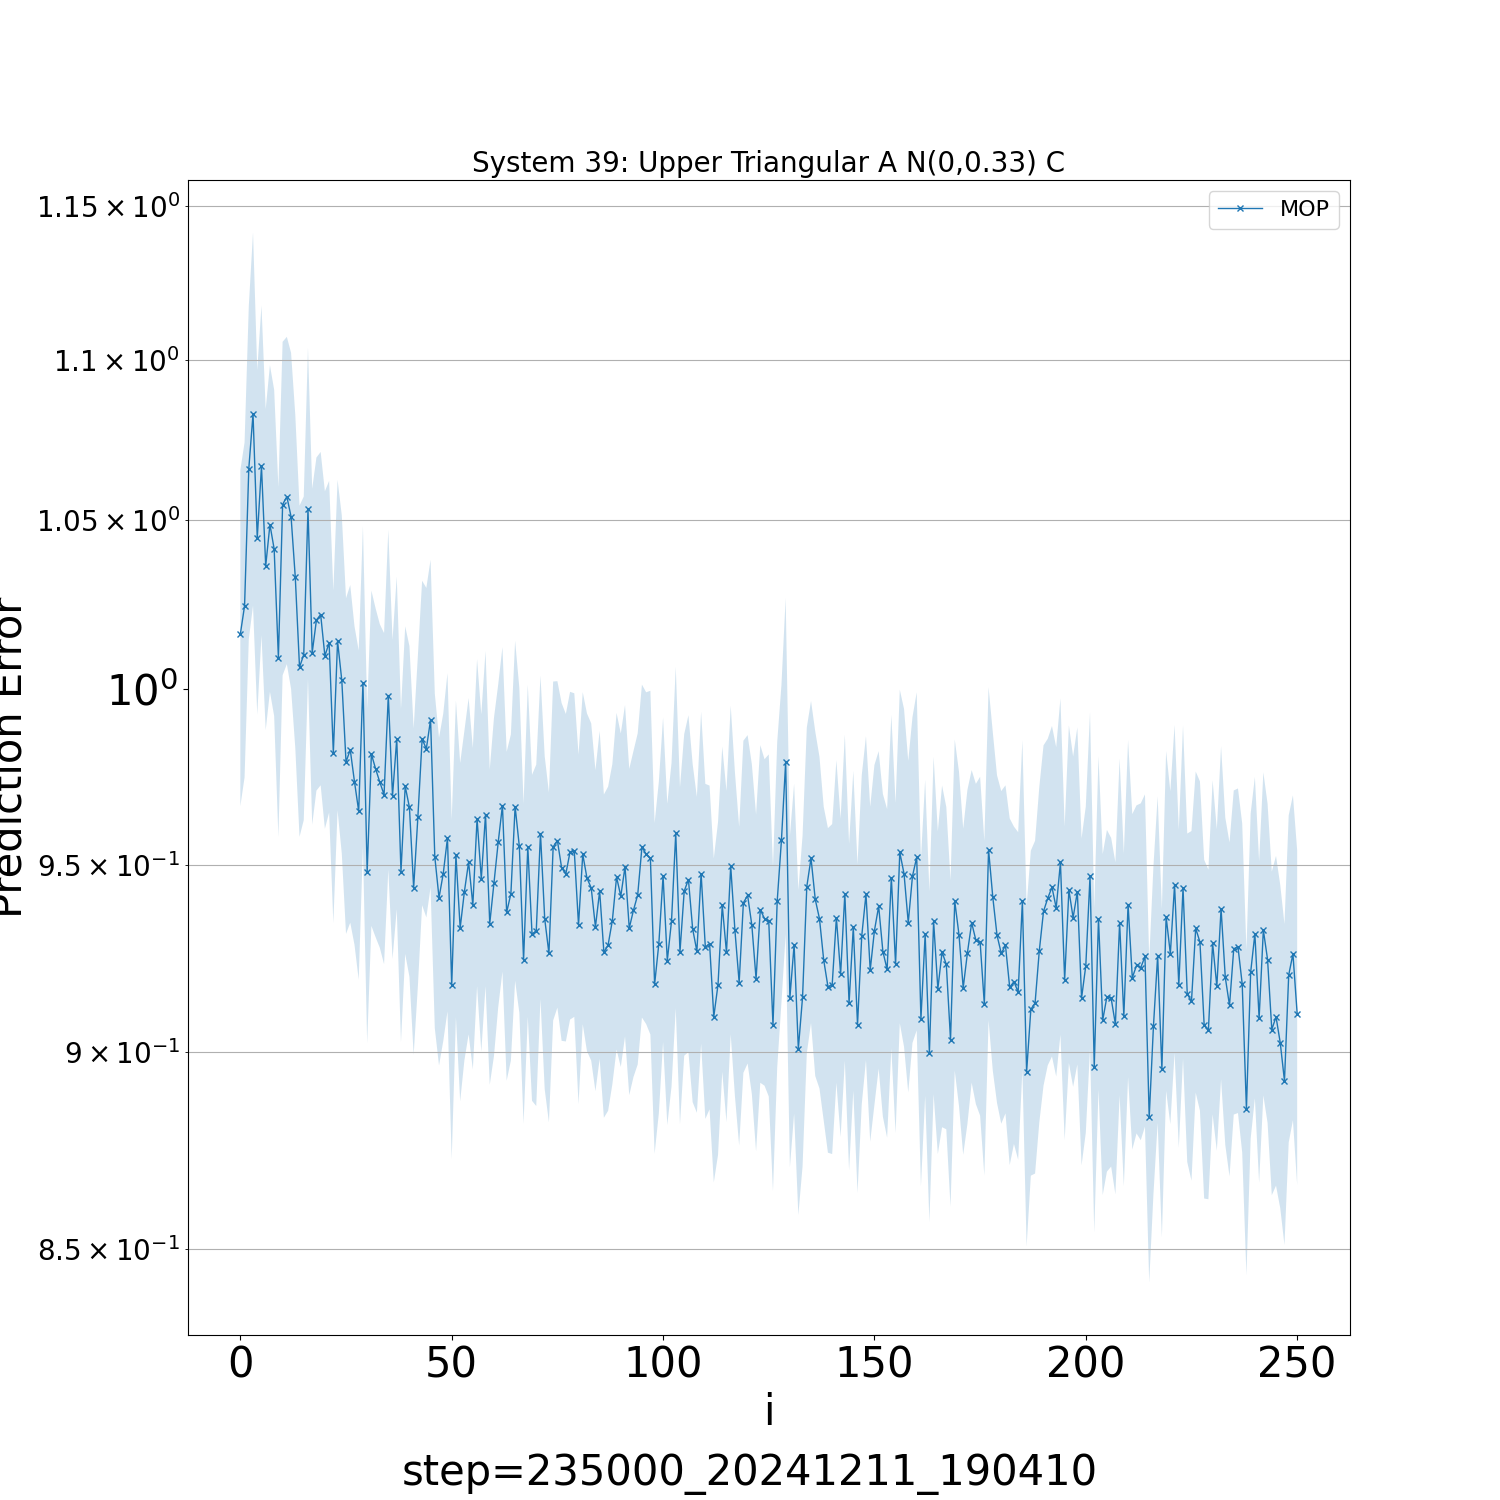 System 39: Upper Triangular A N(0,0.33) C
MOP
1.15 × 10⁰
1.1 × 10⁰
1.05 × 10⁰
10⁰
9.5 × 10⁻¹
9 × 10⁻¹
8.5 × 10⁻¹
Prediction Error
0 50 100 150 200 250
i
step=235000_20241211_190410